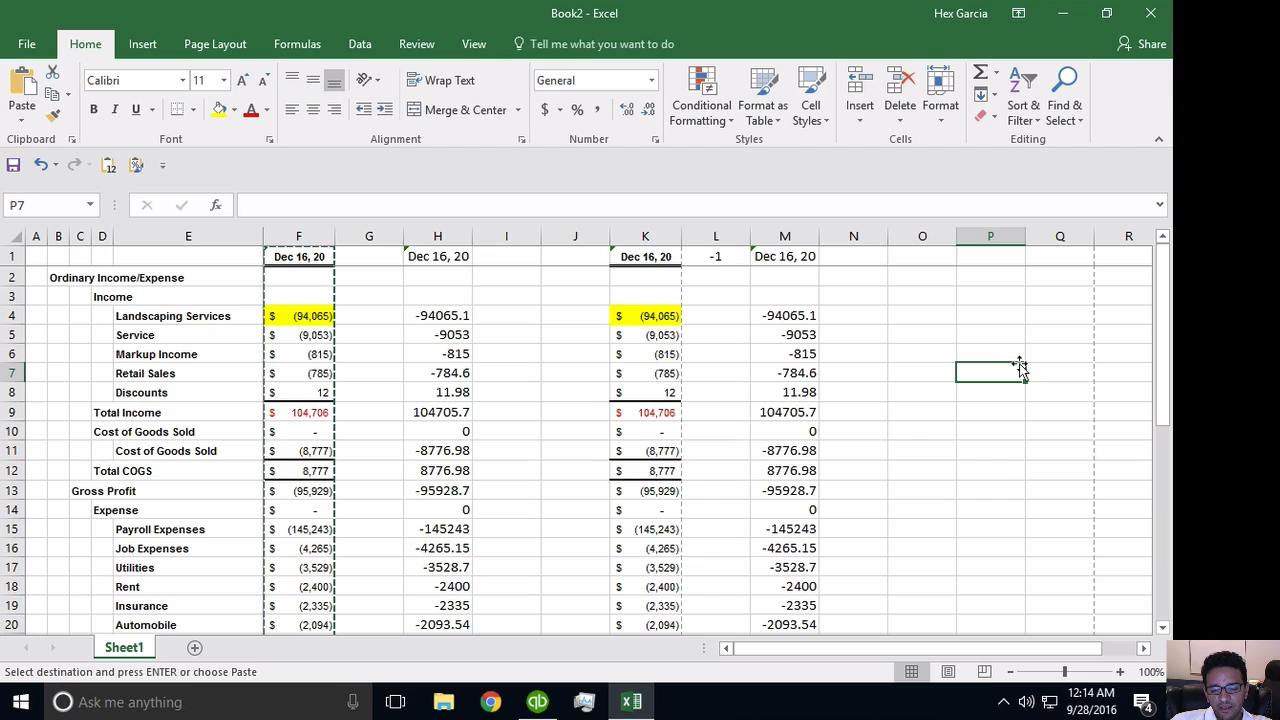 Book2 - Excel
Hex Garcia
File Home Insert Page Layout Formulas Data Review View Tell me what you want to do Share
Paste Calibri 11 Wrap Text General Conditional Formatting Format as Table Cell Styles Insert Delete Format Sort & Filter Find & Select
B I U A Merge & Center $ % ,
Clipboard Font Alignment Number Styles Cells Editing
P7 fx
A B C D E F G H I J K L M N O P Q R
1 Dec 16, 20 Dec 16, 20 Dec 16, 20 -1 Dec 16, 20
2 Ordinary Income/Expense
3 Income
4 Landscaping Services $ (94,065) -94065.1 $ (94,065) -94065.1
5 Service $ (9,053) -9053 $ (9,053) -9053
6 Markup Income $ (815) -815 $ (815) -815
7 Retail Sales $ (785) -784.6 $ (785) -784.6
8 Discounts $ 12 11.98 $ 12 11.98
9 Total Income $ 104,706 104705.7 $ 104,706 104705.7
10 Cost of Goods Sold $ - 0 $ - 0
11 Cost of Goods Sold $ (8,777) -8776.98 $ (8,777) -8776.98
12 Total COGS $ 8,777 8776.98 $ 8,777 8776.98
13 Gross Profit $ (95,929) -95928.7 $ (95,929) -95928.7
14 Expense $ - 0 $ - 0
15 Payroll Expenses $ (145,243) -145243 $ (145,243) -145243
16 Job Expenses $ (4,265) -4265.15 $ (4,265) -4265.15
17 Utilities $ (3,529) -3528.7 $ (3,529) -3528.7
18 Rent $ (2,400) -2400 $ (2,400) -2400
19 Insurance $ (2,335) -2335 $ (2,335) -2335
20 Automobile $ (2,094) -2093.54 $ (2,094) -2093.54
Sheet1
Select destination and press ENTER or choose Paste 100%
Ask me anything
12:14 AM
9/28/2016
4